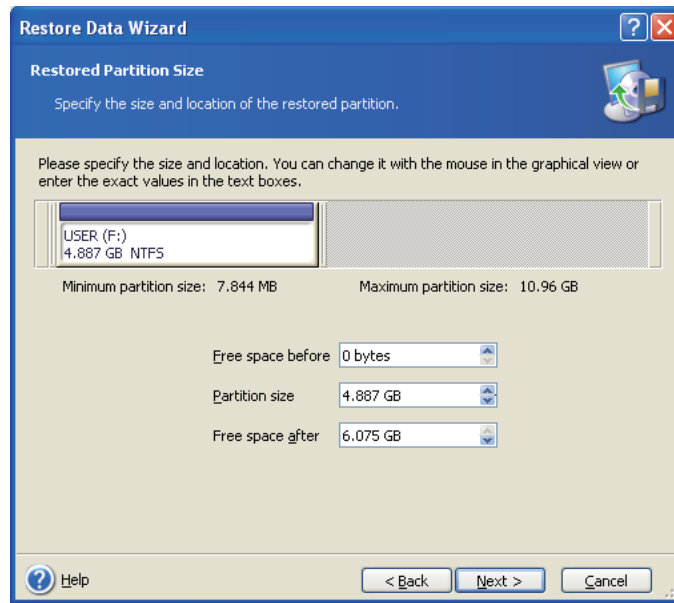 Restore Data Wizard
Restored Partition Size
Specify the size and location of the restored partition.
Please specify the size and location. You can change it with the mouse in the graphical view or
enter the exact values in the text boxes.
USER (F:)
4.887 GB NTFS
Minimum partition size: 7.844 MB Maximum partition size: 10.96 GB
Free space before 0 bytes
Partition size 4.887 GB
Free space after 6.075 GB
? Help < Back Next > Cancel